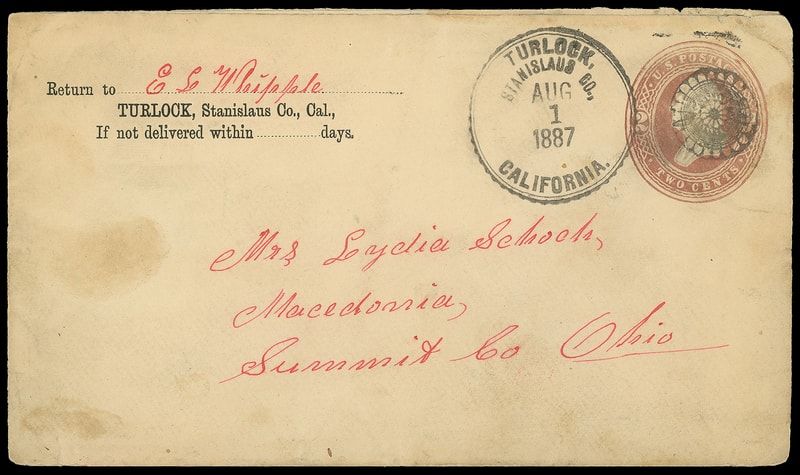 Return to E L Whipple
TURLOCK, Stanislaus Co., Cal.,
If not delivered within ............ days.
TURLOCK,
STANISLAUS CO.,
AUG
1
1887
CALIFORNIA.
U.S. POSTAGE
TWO CENTS
Mrs Lydia Schoch,
Macedonia,
Summit Co Ohio